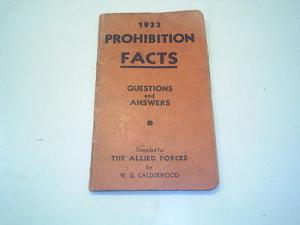 1933
PROHIBITION
FACTS
QUESTIONS
and
ANSWERS
Compiled for
THE ALLIED FORCES
by
W. G. CALDERWOOD